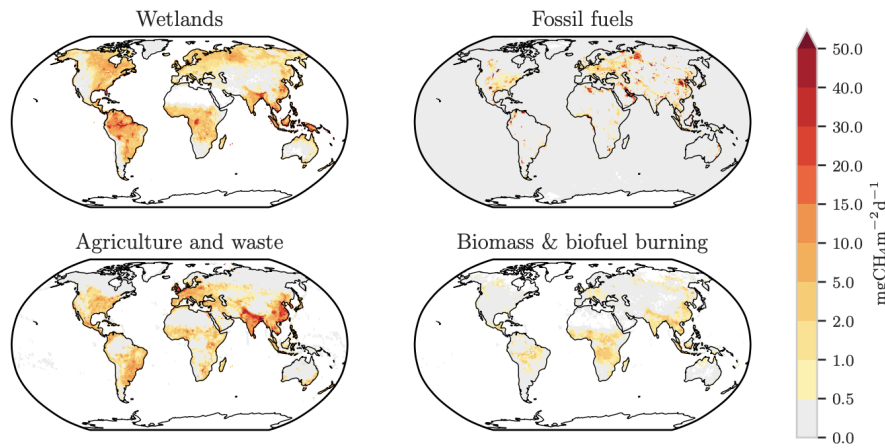 Wetlands
Fossil fuels
Agriculture and waste
Biomass & biofuel burning
50.0
40.0
30.0
20.0
15.0
10.0
5.0
2.0
1.0
0.5
0.0
mgCH₄m⁻²d⁻¹